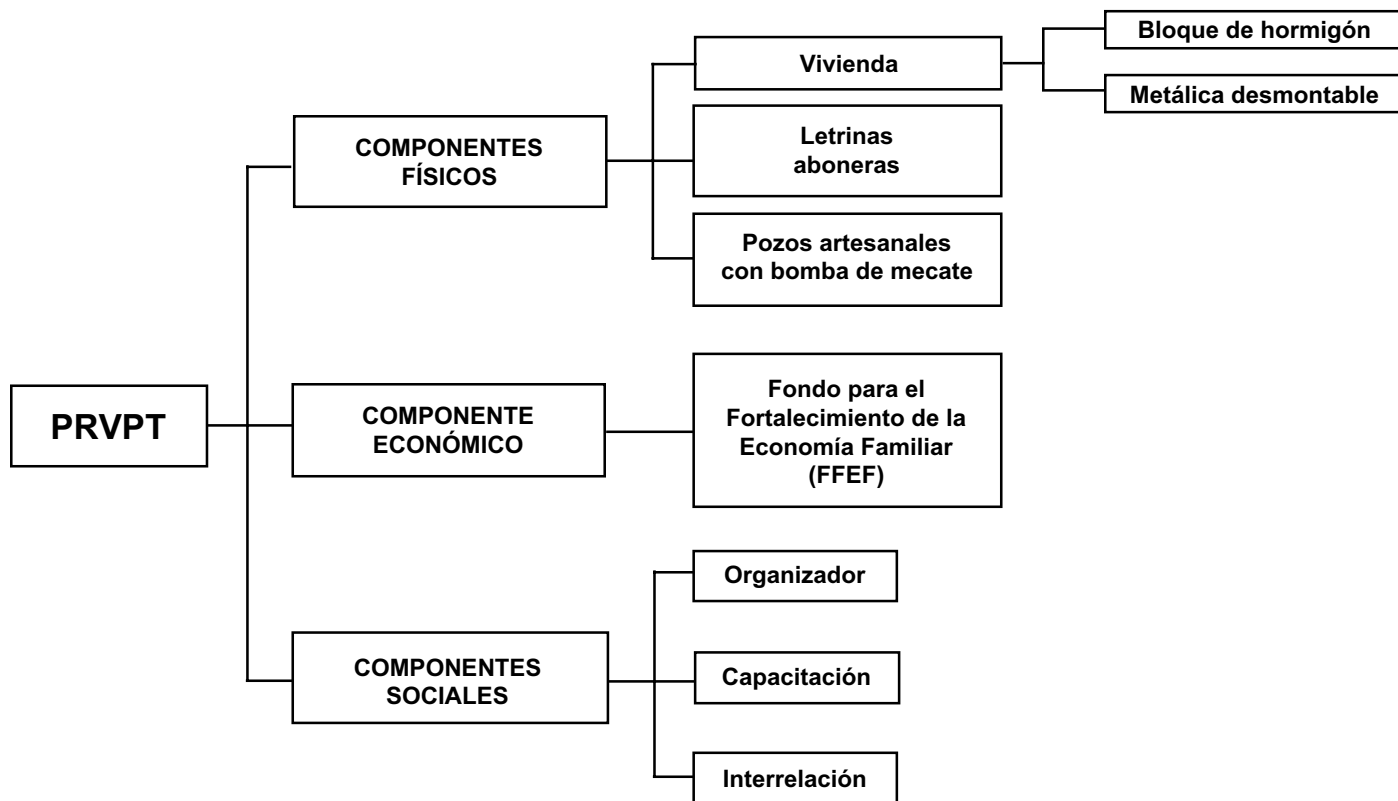 PRVPT
COMPONENTES
FÍSICOS
Vivienda
Bloque de hormigón
Metálica desmontable
Letrinas
aboneras
Pozos artesanales
con bomba de mecate
COMPONENTE
ECONÓMICO
Fondo para el
Fortalecimiento de la
Economía Familiar
(FFEF)
COMPONENTES
SOCIALES
Organizador
Capacitación
Interrelación